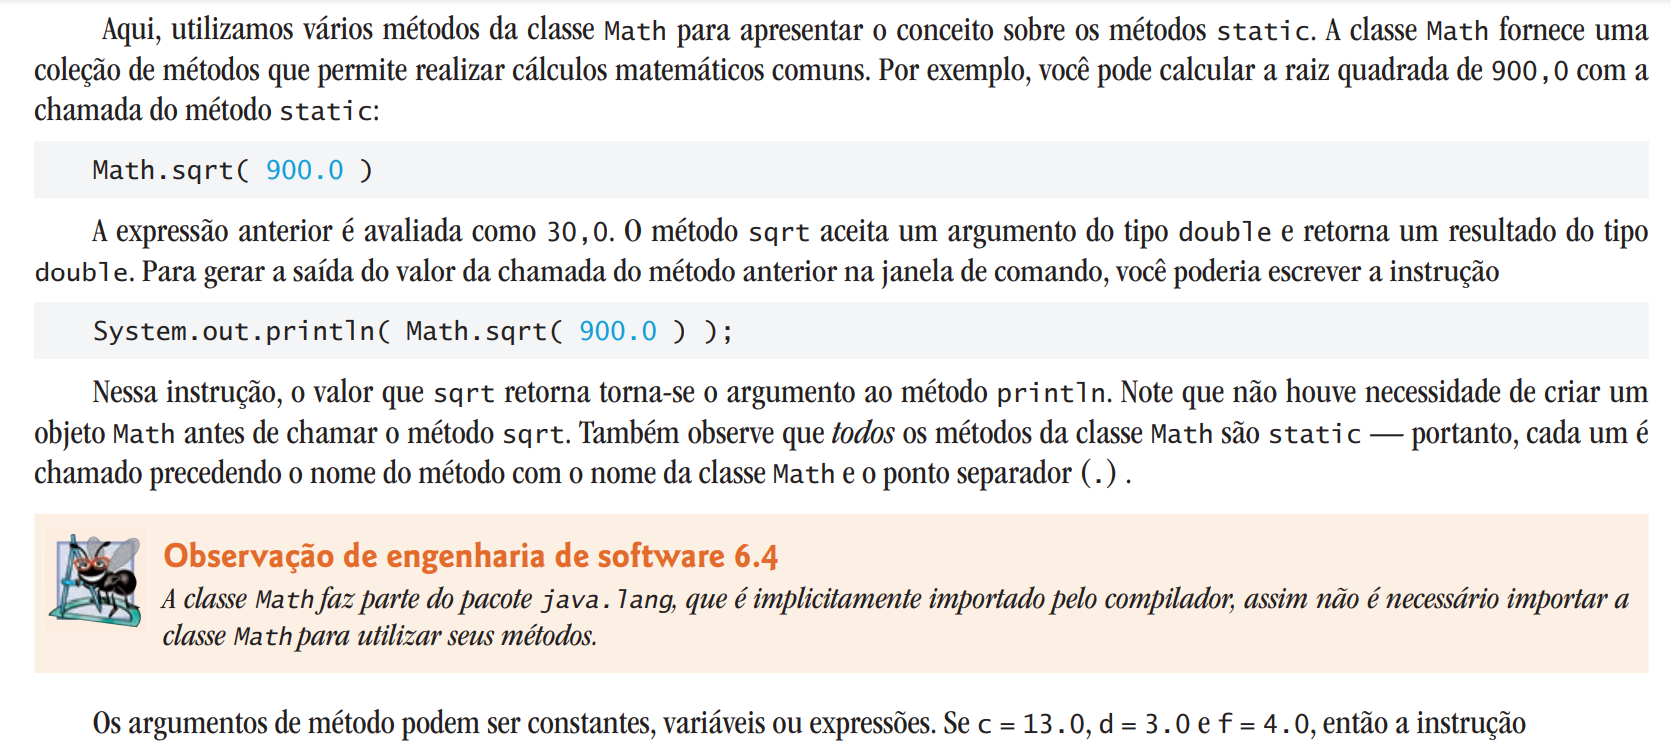 Aqui, utilizamos vários métodos da classe Math para apresentar o conceito sobre os métodos static. A classe Math fornece uma
coleção de métodos que permite realizar cálculos matemáticos comuns. Por exemplo, você pode calcular a raiz quadrada de 900,0 com a
chamada do método static:
Math.sqrt( 900.0 )
A expressão anterior é avaliada como 30,0. O método sqrt aceita um argumento do tipo double e retorna um resultado do tipo
double. Para gerar a saída do valor da chamada do método anterior na janela de comando, você poderia escrever a instrução
System.out.println( Math.sqrt( 900.0 ) );
Nessa instrução, o valor que sqrt retorna torna-se o argumento ao método println. Note que não houve necessidade de criar um
objeto Math antes de chamar o método sqrt. Também observe que todos os métodos da classe Math são static — portanto, cada um é
chamado precedendo o nome do método com o nome da classe Math e o ponto separador (.) .
Observação de engenharia de software 6.4
A classe Math faz parte do pacote java.lang, que é implicitamente importado pelo compilador, assim não é necessário importar a
classe Math para utilizar seus métodos.
Os argumentos de método podem ser constantes, variáveis ou expressões. Se c = 13.0, d = 3.0 e f = 4.0, então a instrução